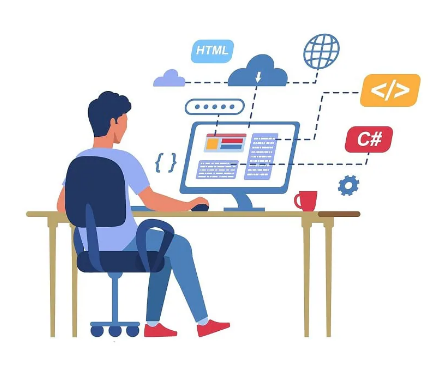 HTML
</>
C#
{ }